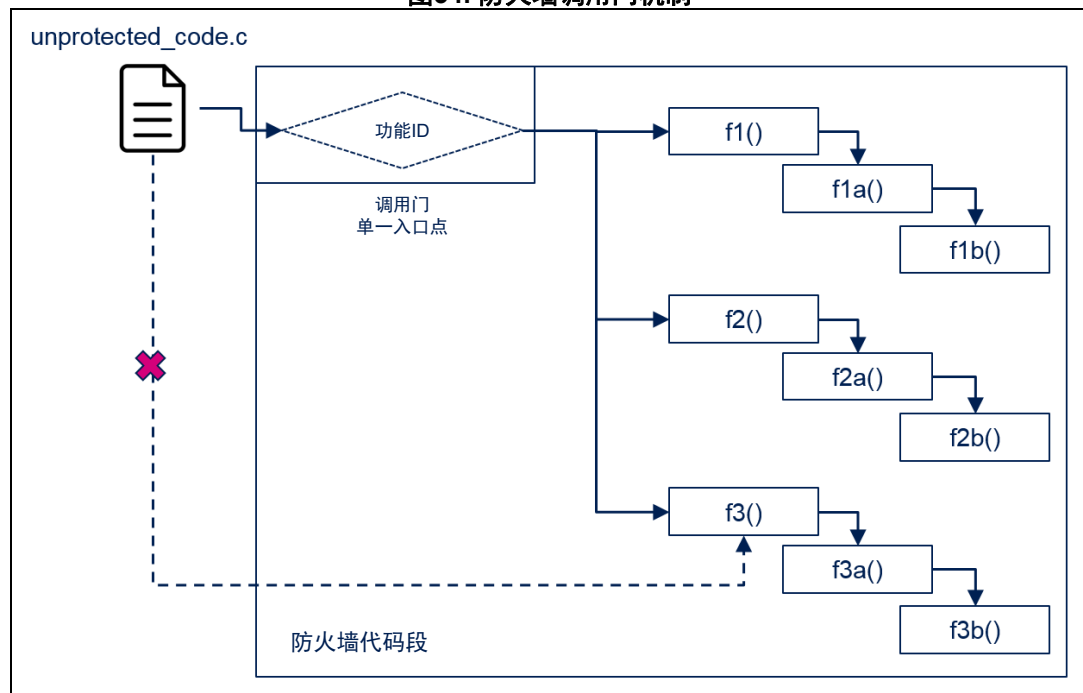 unprotected_code.c
功能ID
调用门
单一入口点
f1()
f1a()
f1b()
f2()
f2a()
f2b()
f3()
f3a()
f3b()
防火墙代码段